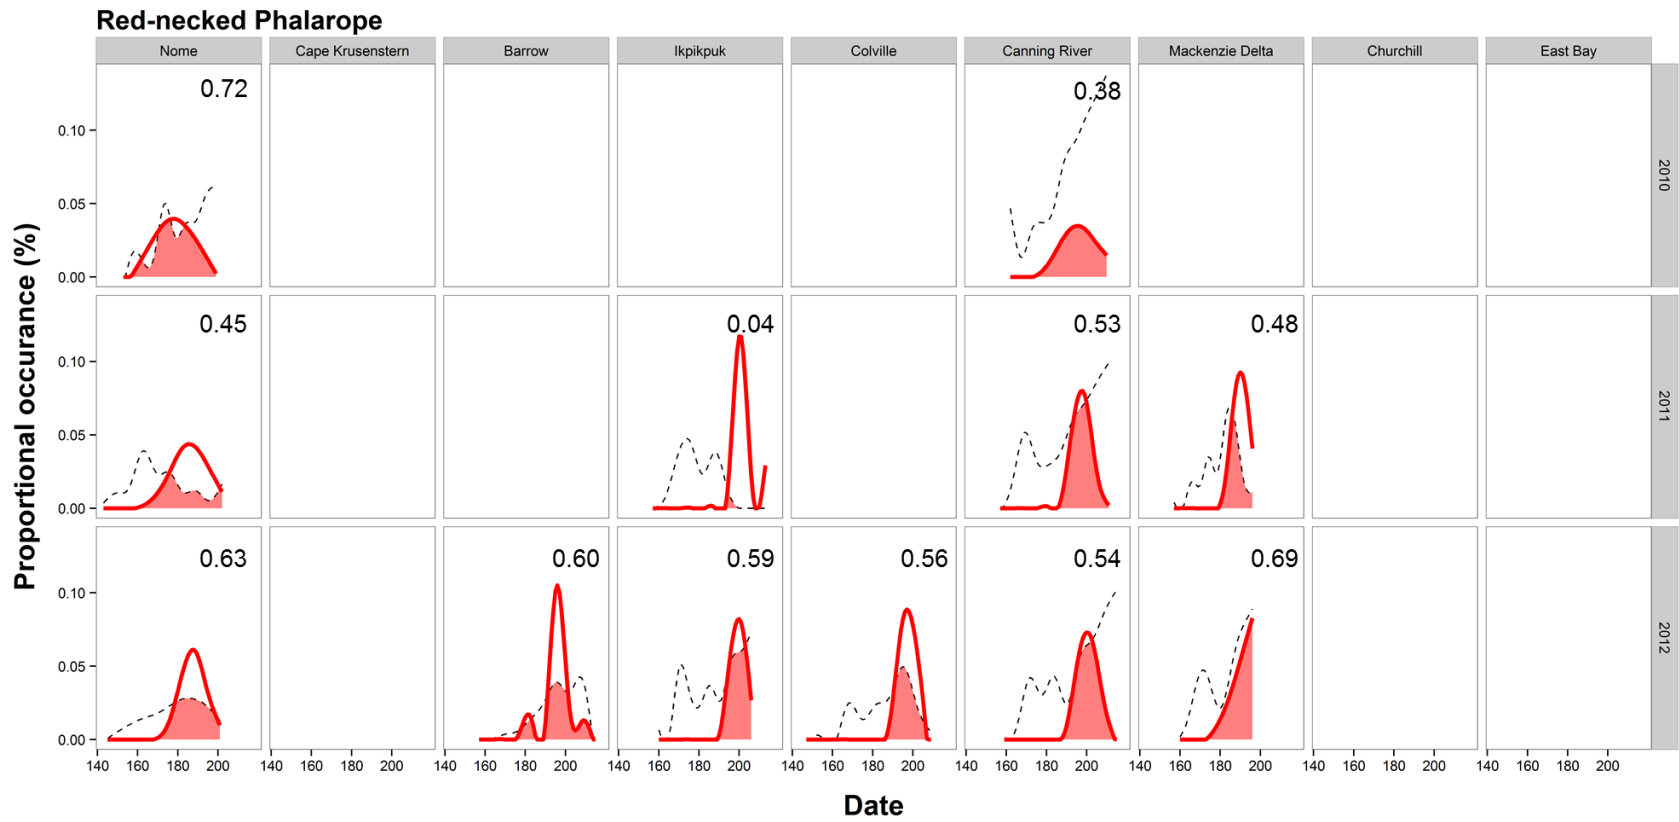 Red-necked Phalarope
Nome Cape Krusenstern Barrow Ikpikpuk Colville Canning River Mackenzie Delta Churchill East Bay
0.72 0.38
0.10
0.05
0.00
2010
0.45 0.04 0.53 0.48
0.10
0.05
0.00
2011
0.63 0.60 0.59 0.56 0.54 0.69
0.10
0.05
0.00
2012
140 160 180 200 140 160 180 200 140 160 180 200 140 160 180 200 140 160 180 200 140 160 180 200 140 160 180 200 140 160 180 200 140 160 180 200
Proportional occurance (%)
Date